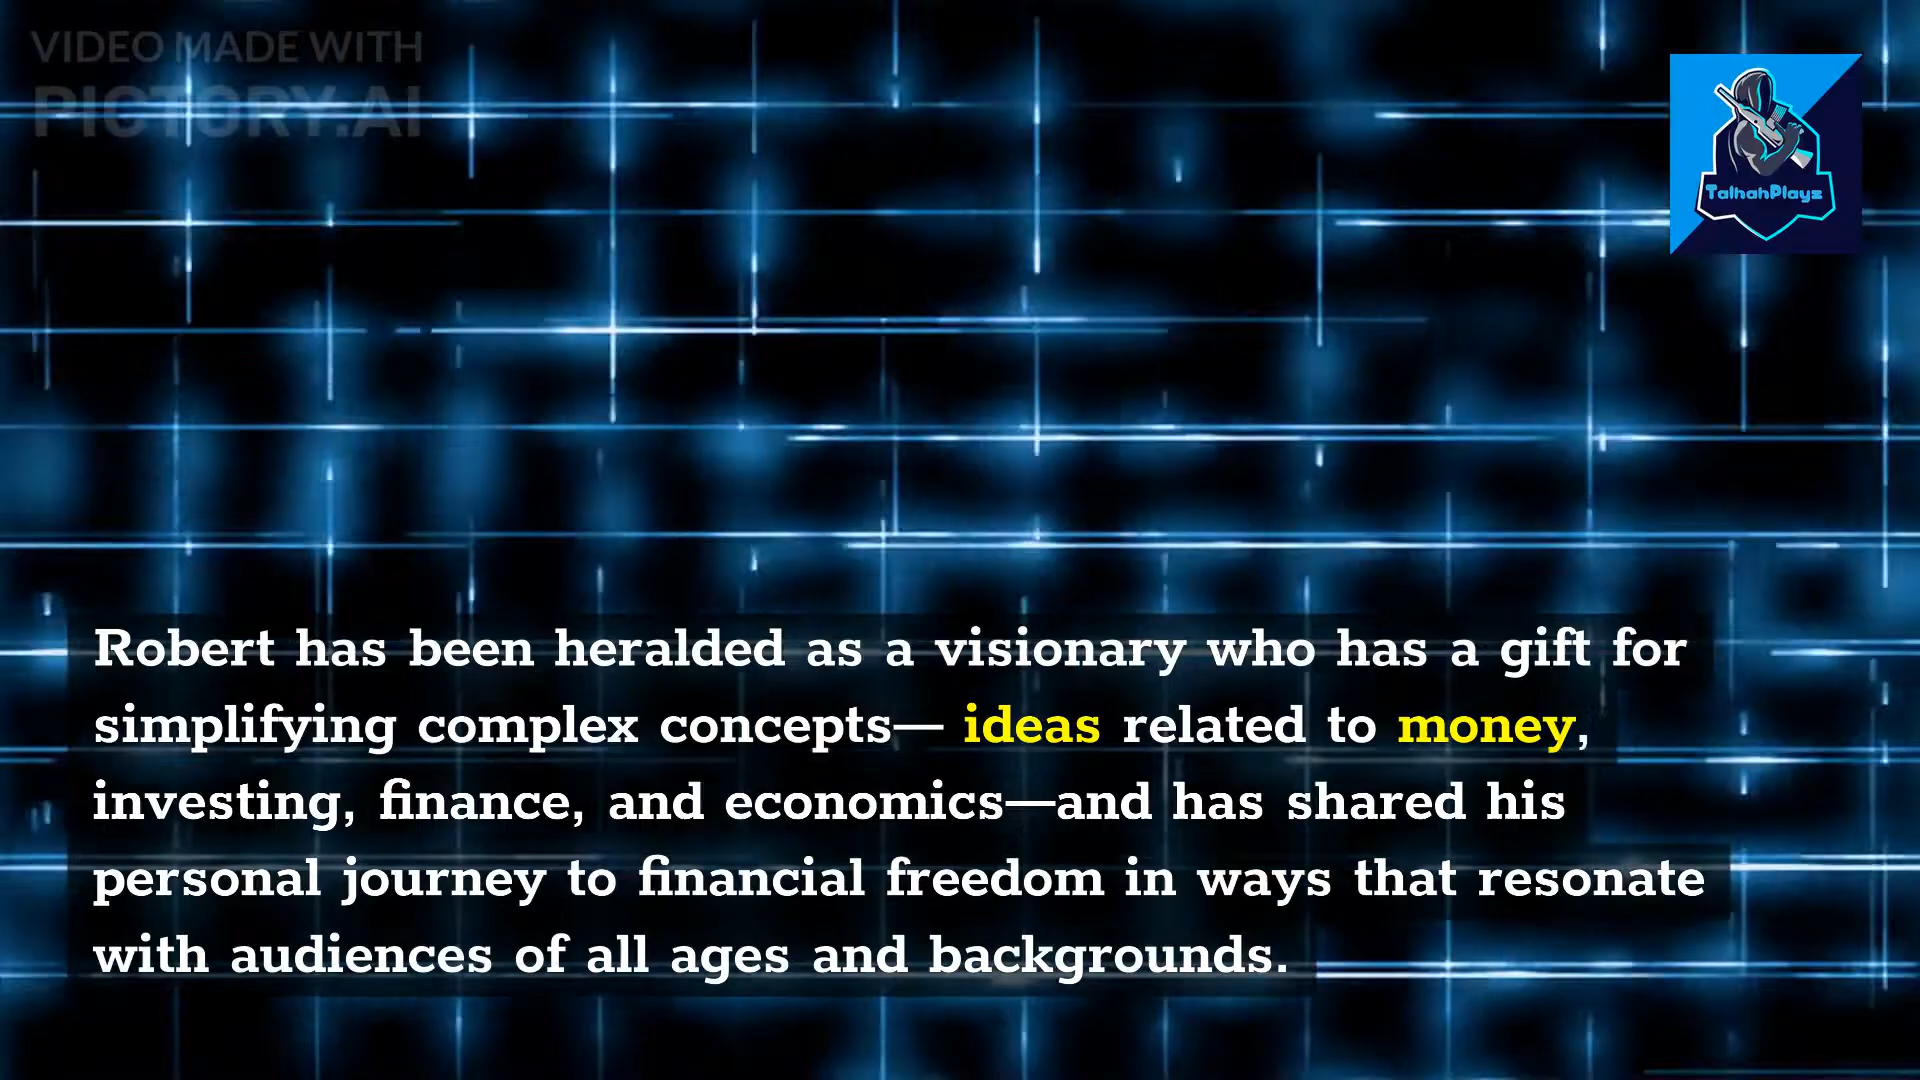 VIDEO MADE WITH
PICTORY.AI
TalhahPlayz
Robert has been heralded as a visionary who has a gift for
simplifying complex concepts— ideas related to money,
investing, finance, and economics—and has shared his
personal journey to financial freedom in ways that resonate
with audiences of all ages and backgrounds.